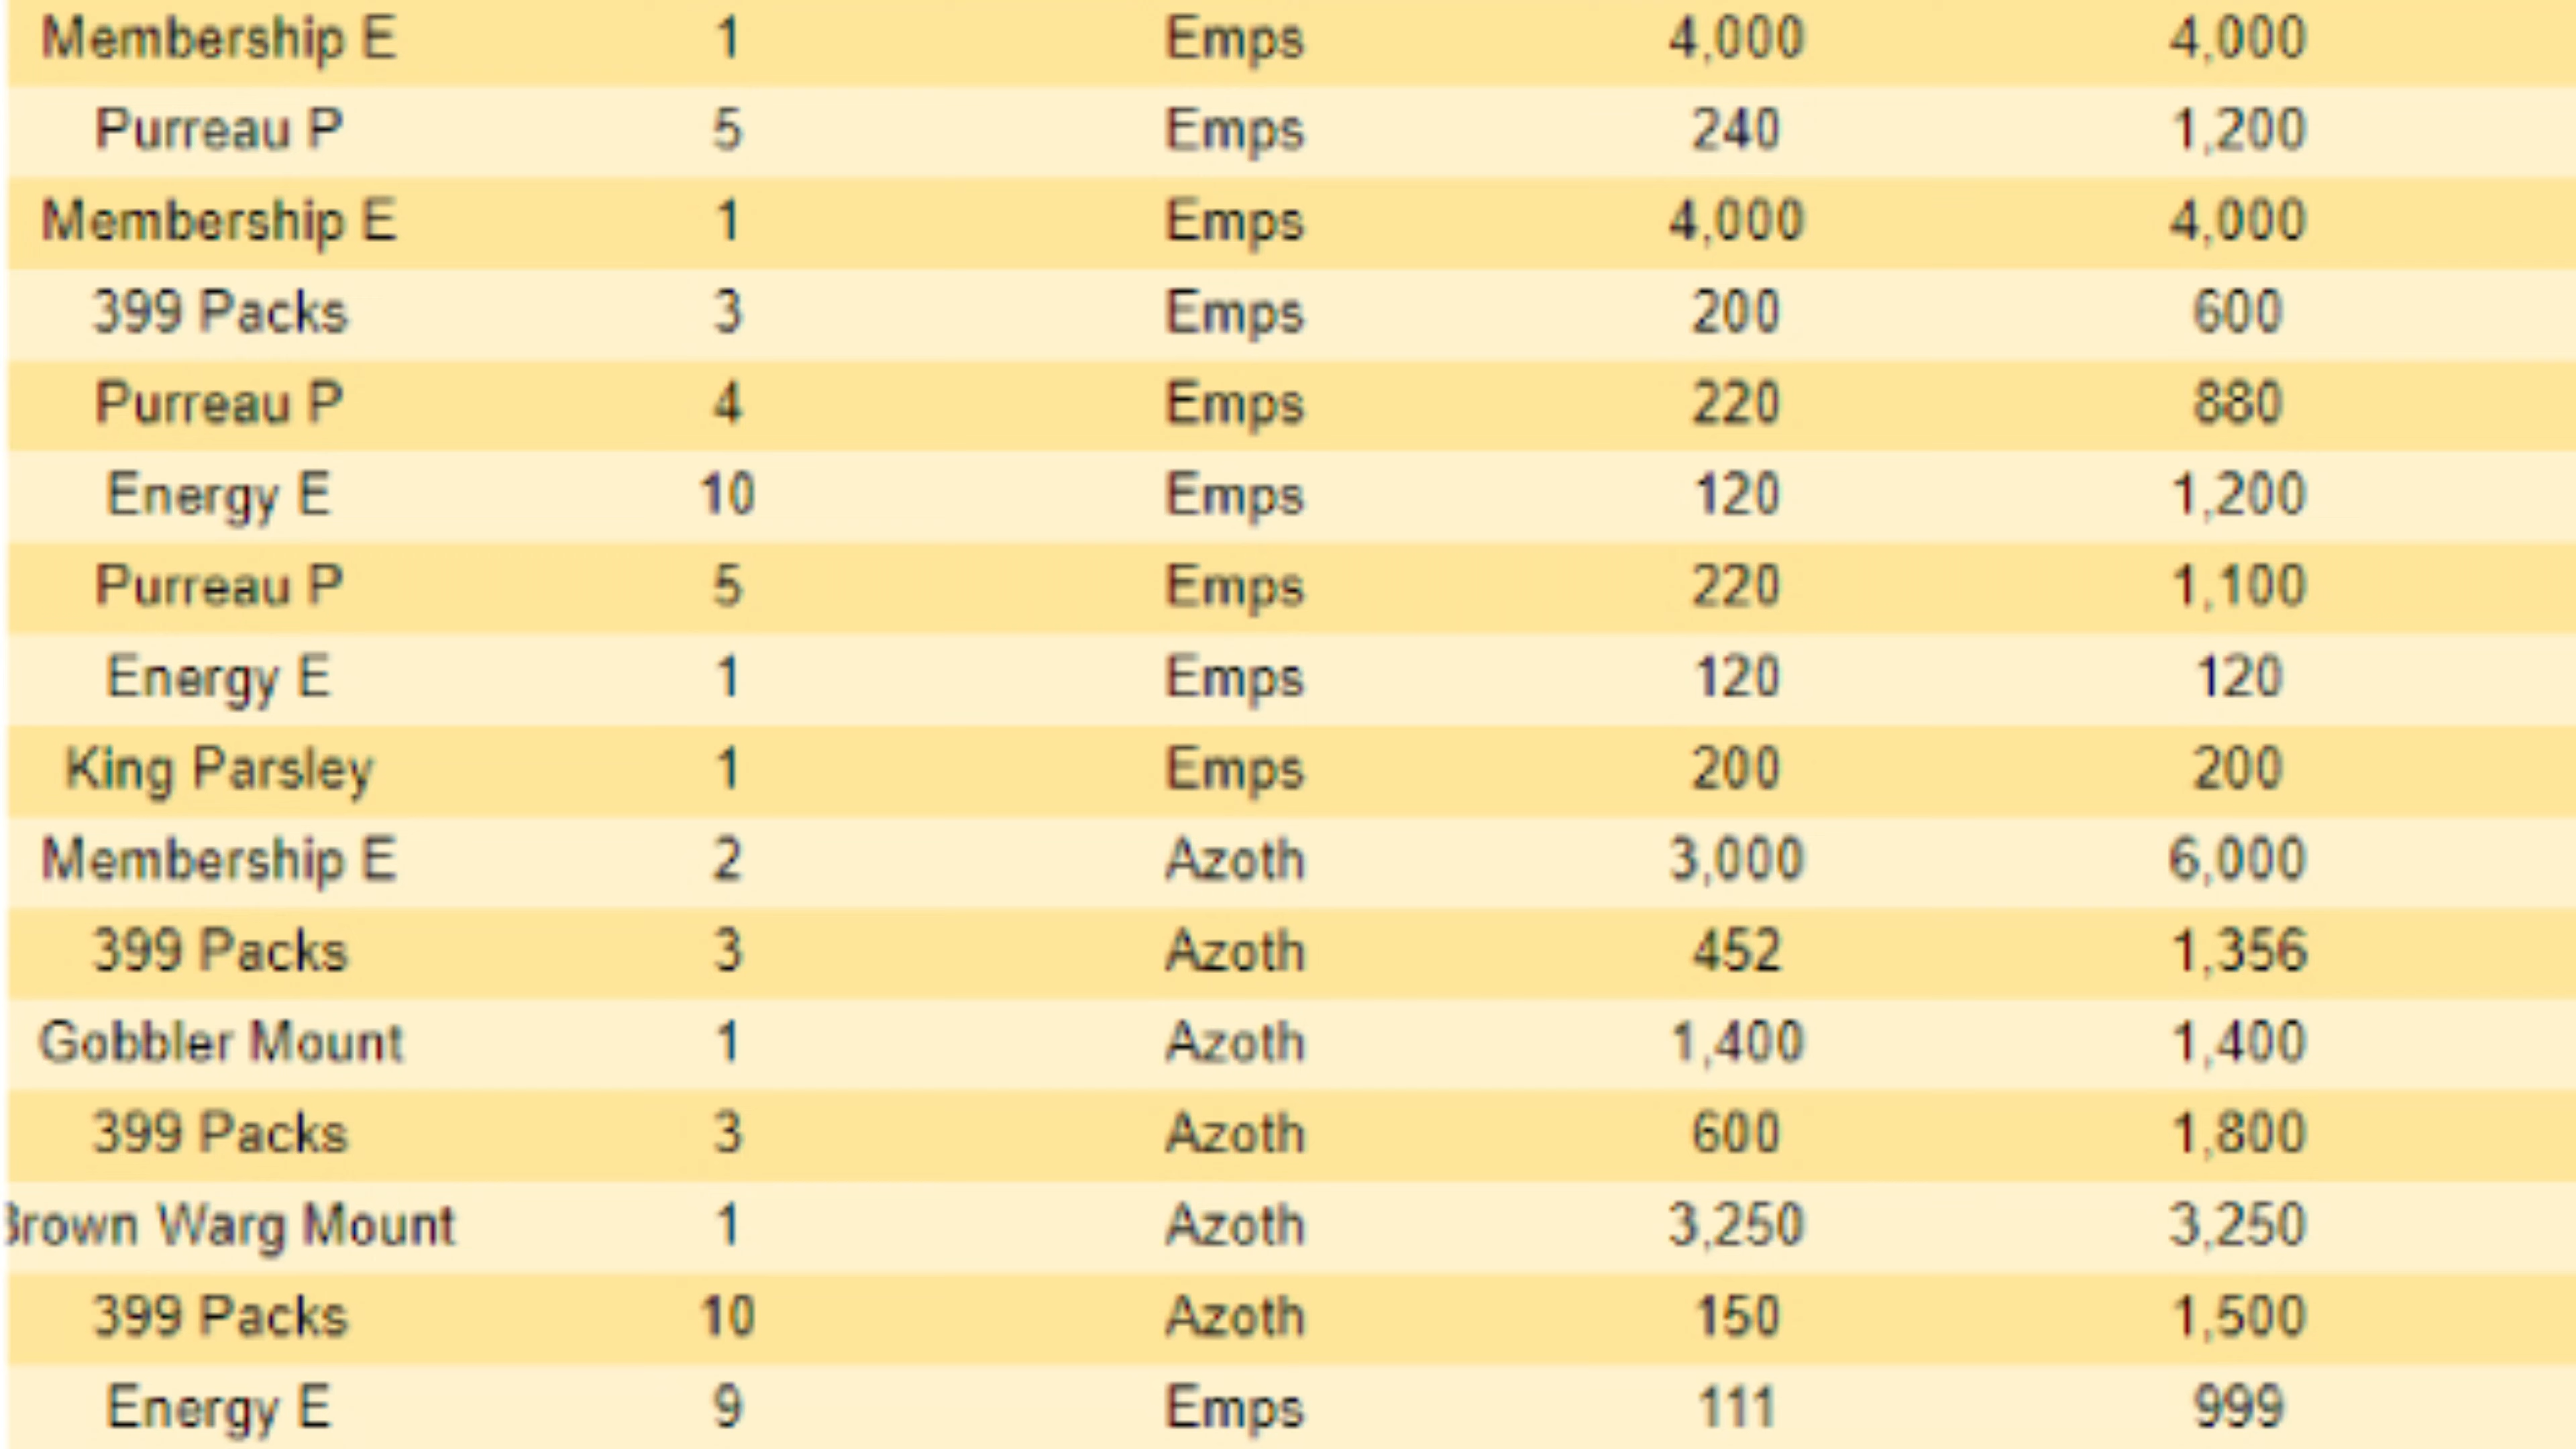 Membership E 1 Emps 4,000 4,000
Purreau P 5 Emps 240 1,200
Membership E 1 Emps 4,000 4,000
399 Packs 3 Emps 200 600
Purreau P 4 Emps 220 880
Energy E 10 Emps 120 1,200
Purreau P 5 Emps 220 1,100
Energy E 1 Emps 120 120
King Parsley 1 Emps 200 200
Membership E 2 Azoth 3,000 6,000
399 Packs 3 Azoth 452 1,356
Gobbler Mount 1 Azoth 1,400 1,400
399 Packs 3 Azoth 600 1,800
Brown Warg Mount 1 Azoth 3,250 3,250
399 Packs 10 Azoth 150 1,500
Energy E 9 Emps 111 999